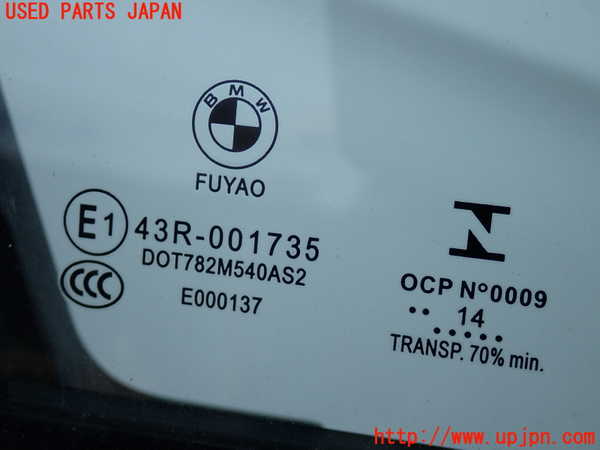 USED PARTS JAPAN
BMW
FUYAO
E1
43R-001735
DOT782M540AS2
CCC
E000137
OCP N°0009
.. 14
.....
TRANSP. 70% min.
http://www.upjpn.com/